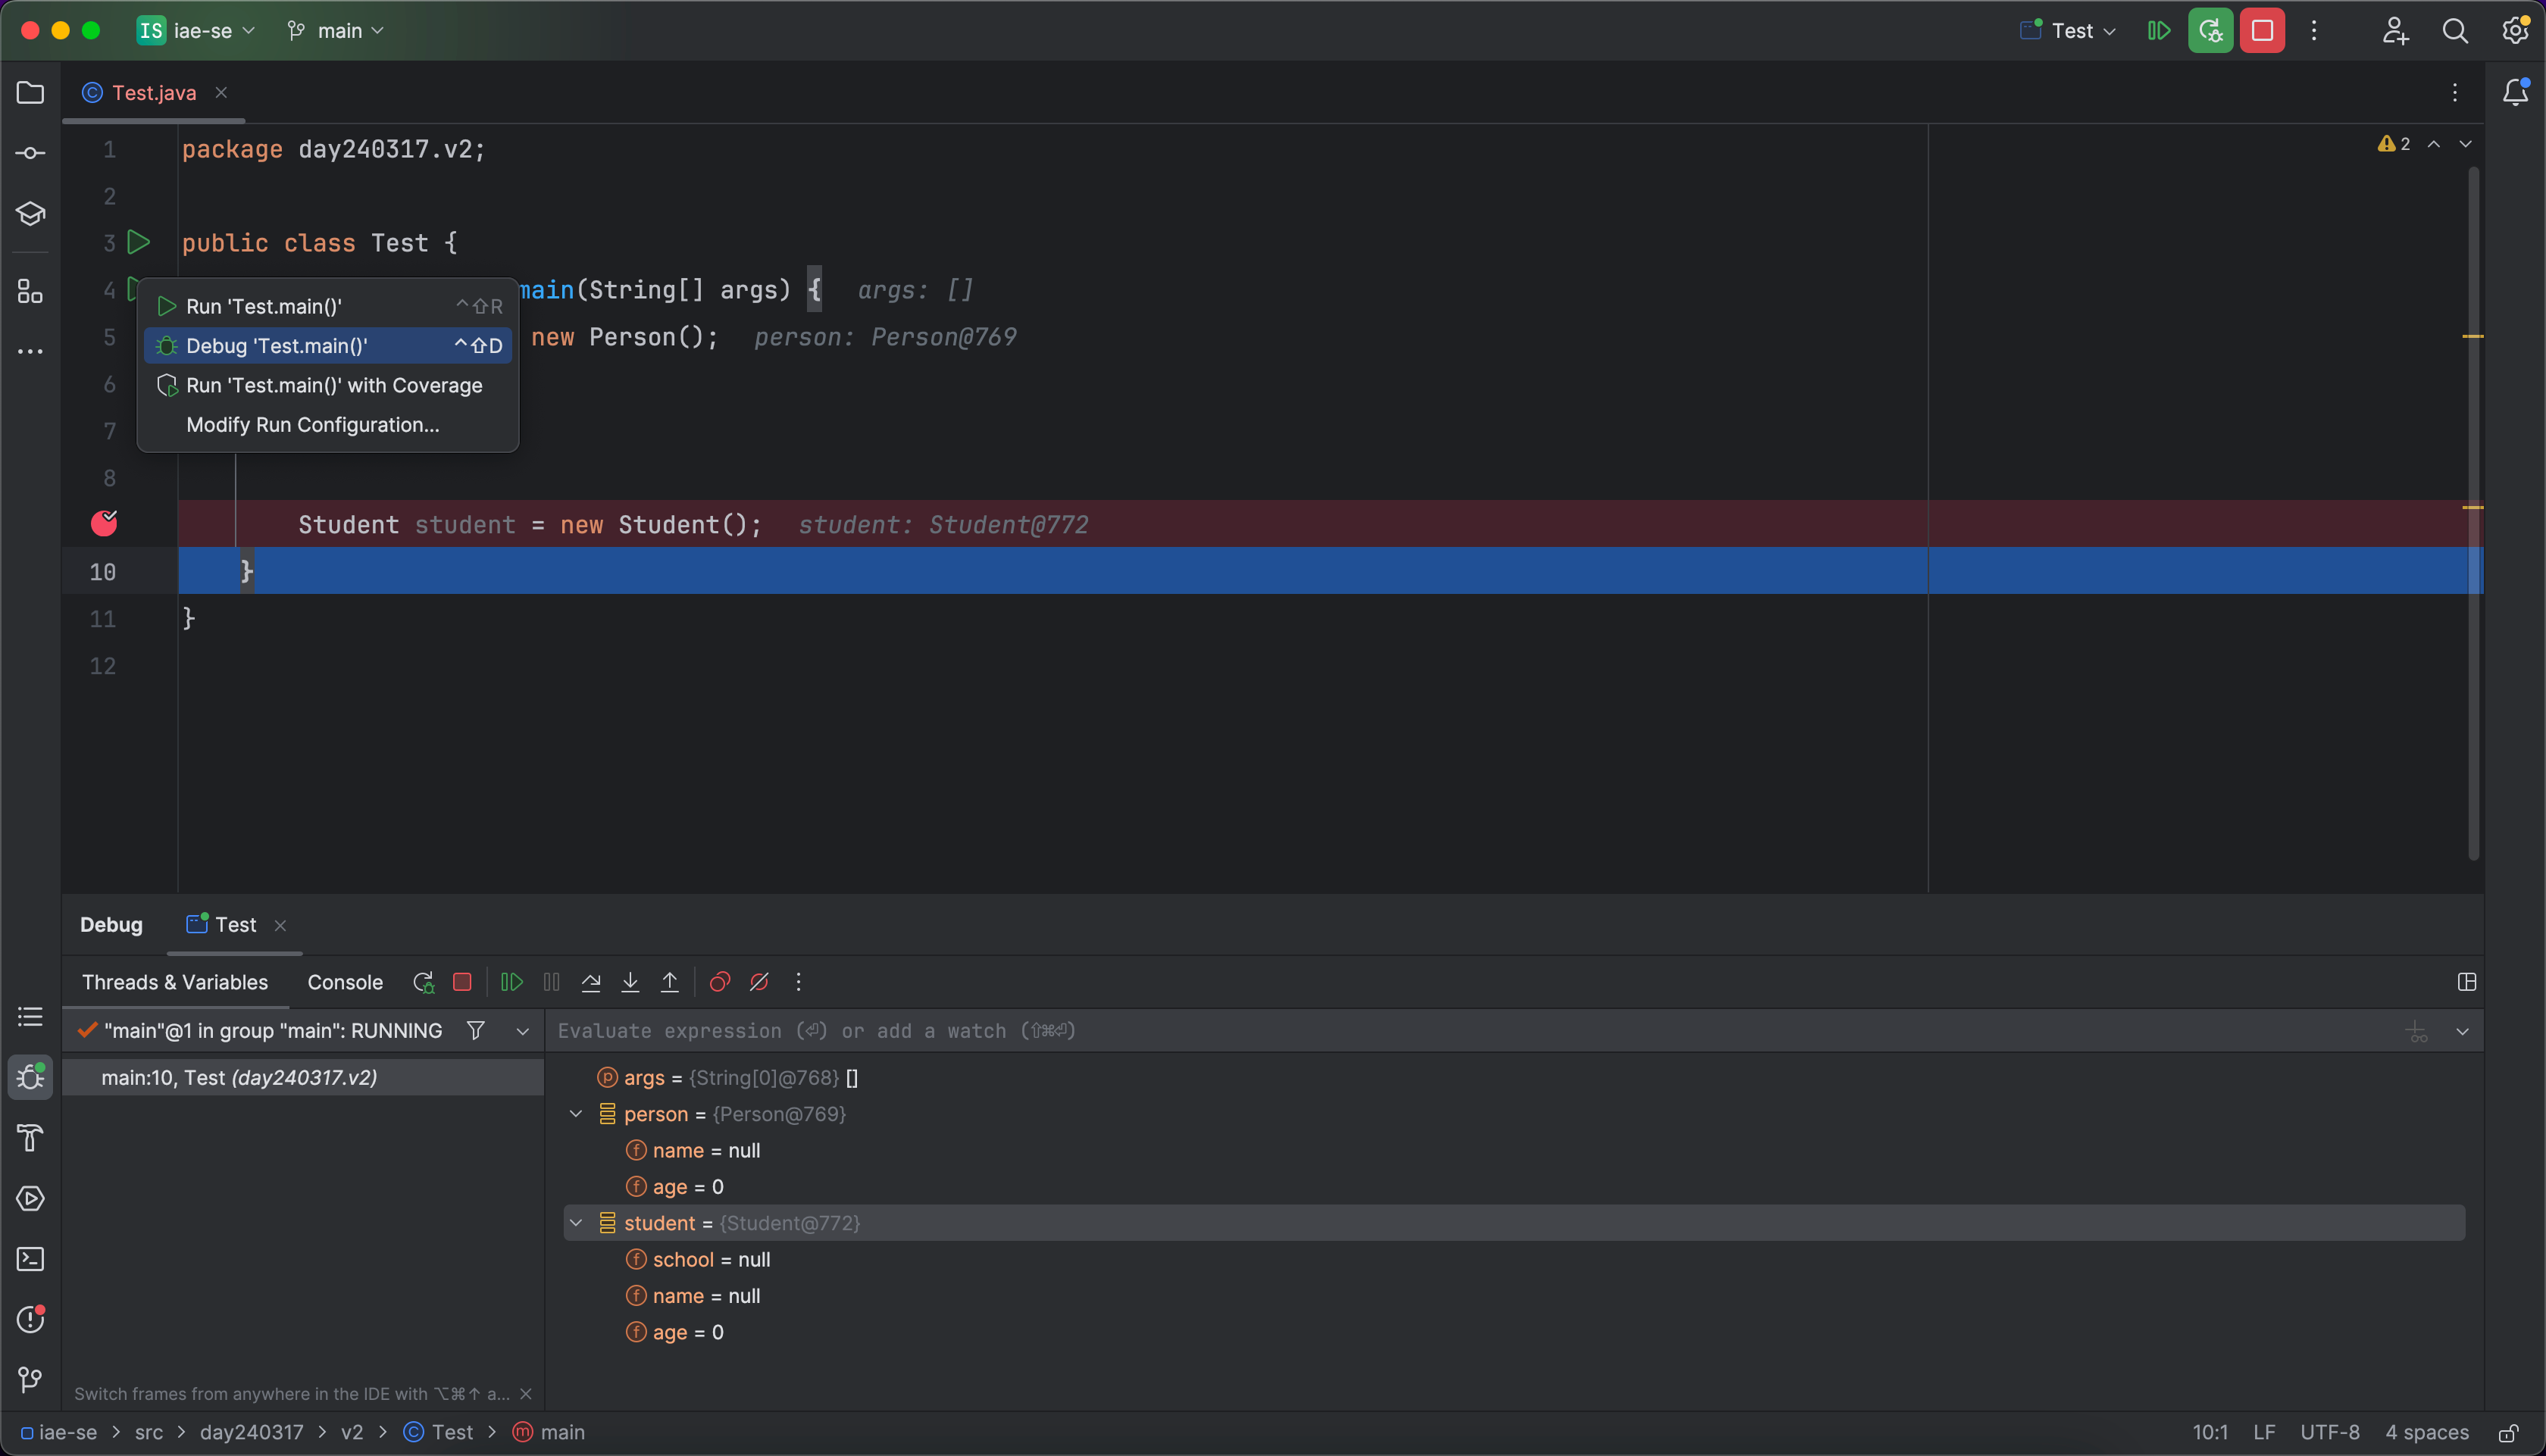 IS iae-se main Test
Test.java
2
1 package day240317.v2;
2
3 public class Test {
4 main(String[] args) { args: []
Run 'Test.main()' ^⇧R
5 new Person(); person: Person@769
Debug 'Test.main()' ^⇧D
6
Run 'Test.main()' with Coverage
7
Modify Run Configuration...
8
Student student = new Student(); student: Student@772
10 }
11 }
12
Debug Test
Threads & Variables Console
"main"@1 in group "main": RUNNING
Evaluate expression (⏎) or add a watch (⇧⌘⏎)
main:10, Test (day240317.v2)
args = {String[0]@768} []
person = {Person@769}
name = null
age = 0
student = {Student@772}
school = null
name = null
age = 0
Switch frames from anywhere in the IDE with ⌥⌘↑ a...
iae-se > src > day240317 > v2 > Test > main
10:1 LF UTF-8 4 spaces